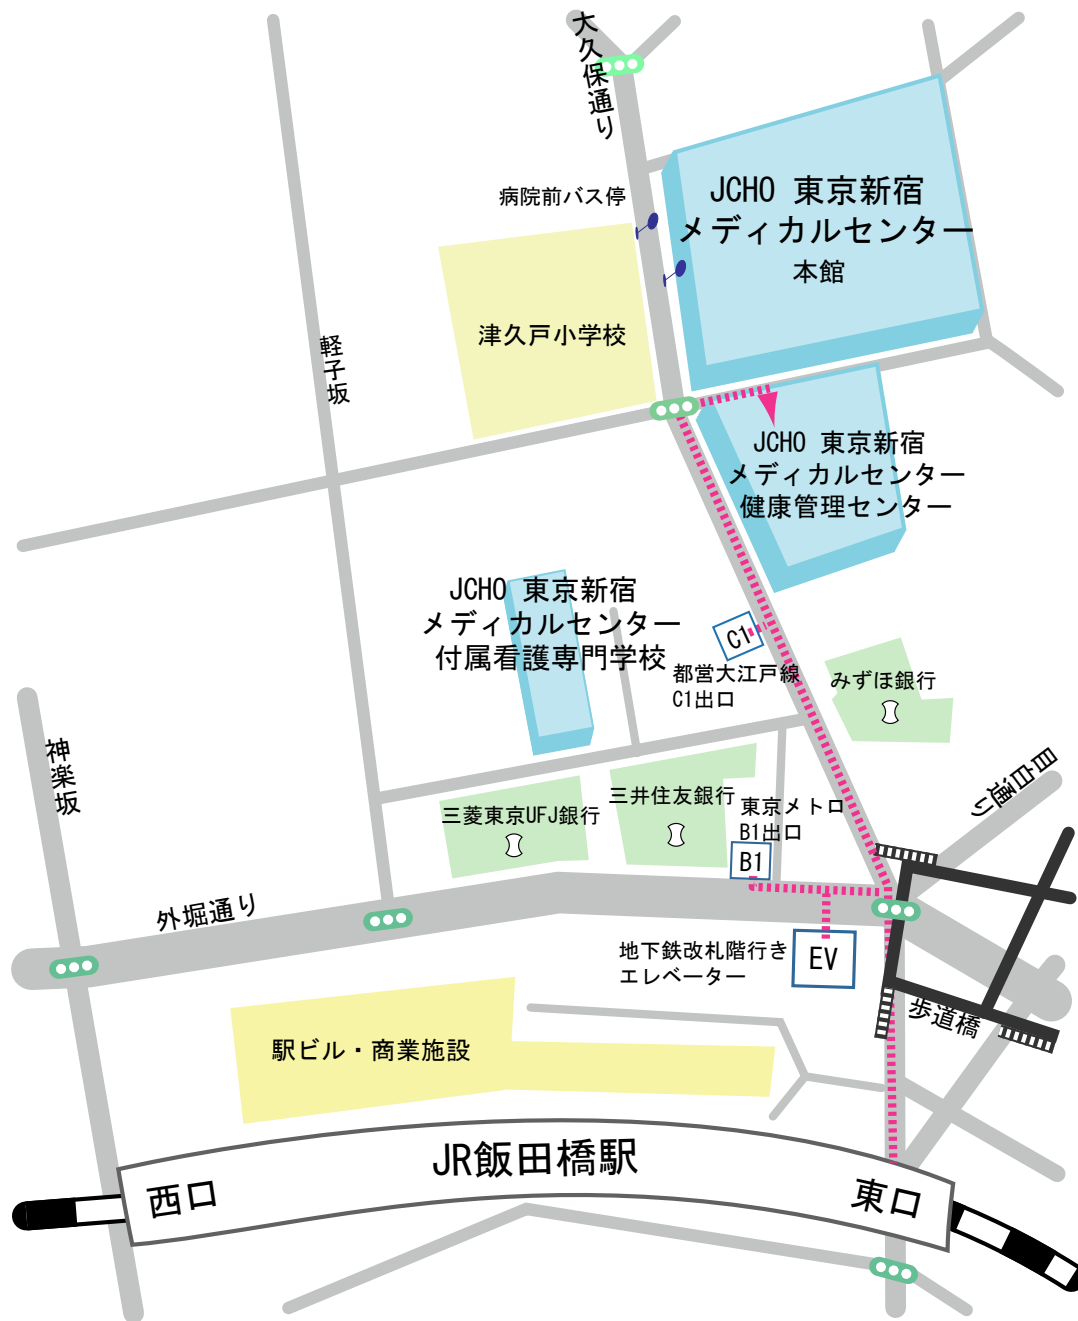 大久保通り
JCHO 東京新宿
メディカルセンター
本館
病院前バス停
津久戸小学校
軽子坂
JCHO 東京新宿
メディカルセンター
健康管理センター
JCHO 東京新宿
メディカルセンター
付属看護専門学校
C1
都営大江戸線
C1出口
みずほ銀行
神楽坂
目白通り
三井住友銀行
東京メトロ
B1出口
三菱東京UFJ銀行
B1
外堀通り
地下鉄改札階行き
エレベーター
EV
歩道橋
駅ビル・商業施設
JR飯田橋駅
西口
東口